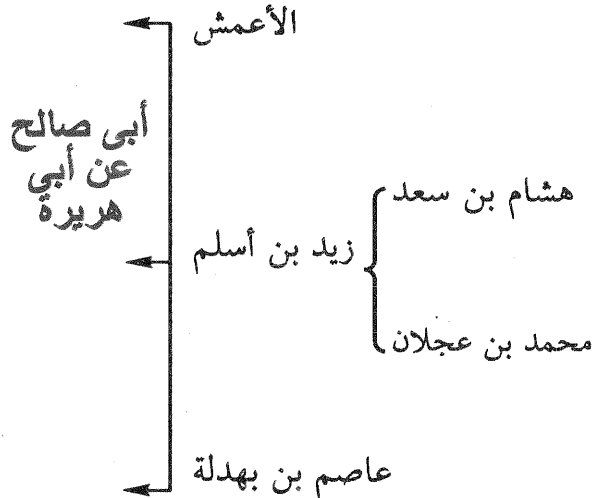 الأعمش
أبى صالح
عن أبي
هريرة
هشام بن سعد
زيد بن أسلم
محمد بن عجلان
عاصم بن بهدلة